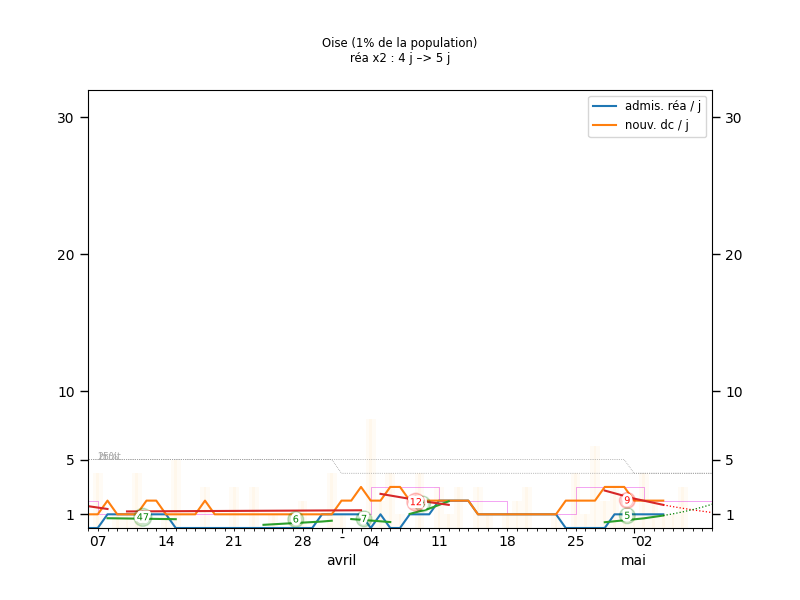 Oise (1% de la population)
réa x2 : 4 j –> 5 j
admis. réa / j
nouv. dc / j
30 30
20 20
10 10
5 5
1 1
47 6 7 12 9 5
07 14 21 28 - 04 11 18 25 -02
avril mai